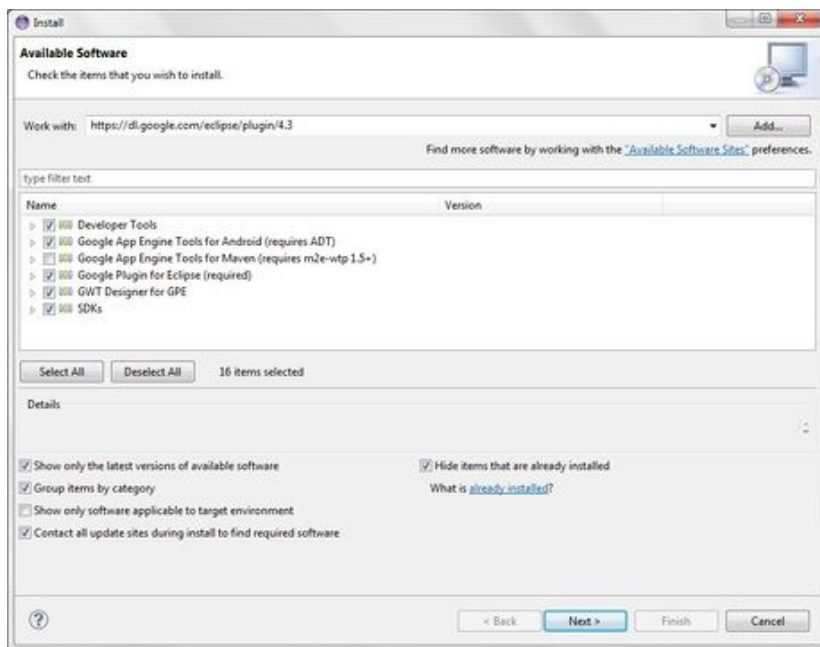 Install
Available Software
Check the items that you wish to install.
Work with: https://dl.google.com/eclipse/plugin/4.3 Add...
Find more software by working with the "Available Software Sites" preferences.
type filter text
Name Version
Developer Tools
Google App Engine Tools for Android (requires ADT)
Google App Engine Tools for Maven (requires m2e-wtp 1.5+)
Google Plugin for Eclipse (required)
GWT Designer for GPE
SDKs
Select All Deselect All 16 items selected
Details
Show only the latest versions of available software Hide items that are already installed
Group items by category What is already installed?
Show only software applicable to target environment
Contact all update sites during install to find required software
? < Back Next > Finish Cancel